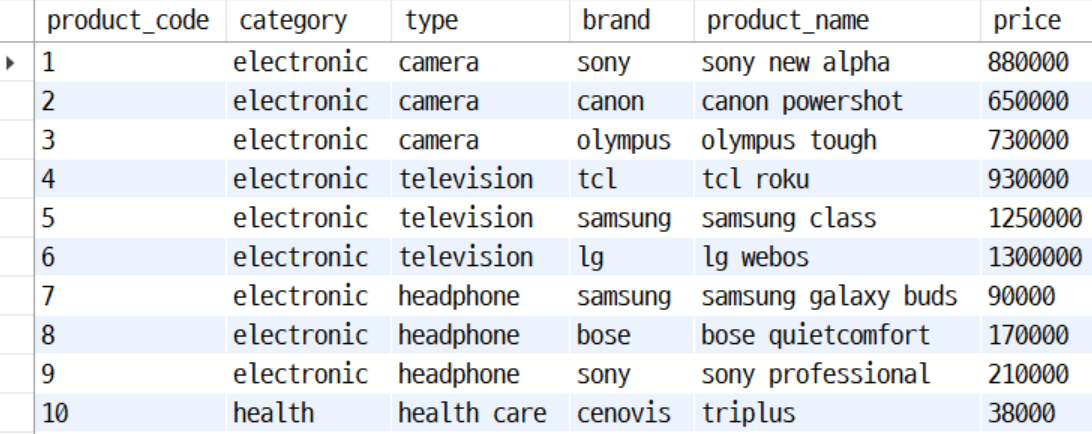 product_code category type brand product_name price
1 electronic camera sony sony new alpha 880000
2 electronic camera canon canon powershot 650000
3 electronic camera olympus olympus tough 730000
4 electronic television tcl tcl roku 930000
5 electronic television samsung samsung class 1250000
6 electronic television lg lg webos 1300000
7 electronic headphone samsung samsung galaxy buds 90000
8 electronic headphone bose bose quietcomfort 170000
9 electronic headphone sony sony professional 210000
10 health health care cenovis triplus 38000